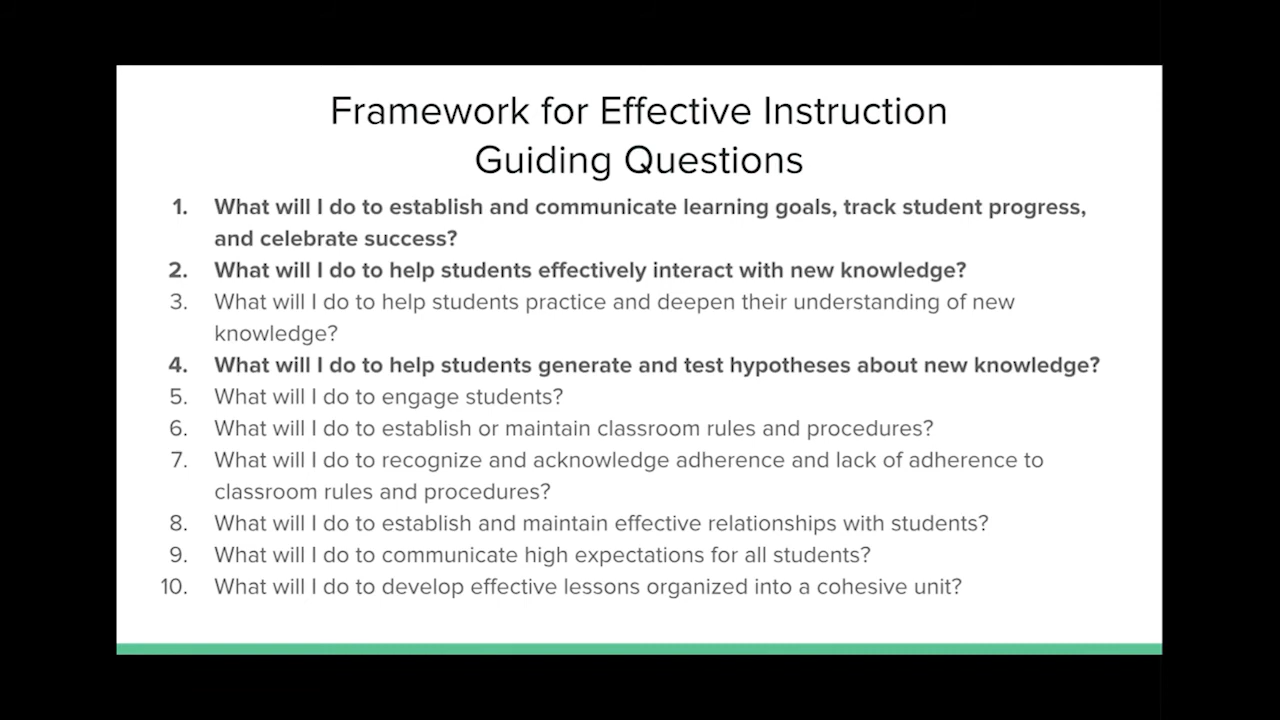 Framework for Effective Instruction
Guiding Questions
1. What will I do to establish and communicate learning goals, track student progress,
and celebrate success?
2. What will I do to help students effectively interact with new knowledge?
3. What will I do to help students practice and deepen their understanding of new
knowledge?
4. What will I do to help students generate and test hypotheses about new knowledge?
5. What will I do to engage students?
6. What will I do to establish or maintain classroom rules and procedures?
7. What will I do to recognize and acknowledge adherence and lack of adherence to
classroom rules and procedures?
8. What will I do to establish and maintain effective relationships with students?
9. What will I do to communicate high expectations for all students?
10. What will I do to develop effective lessons organized into a cohesive unit?